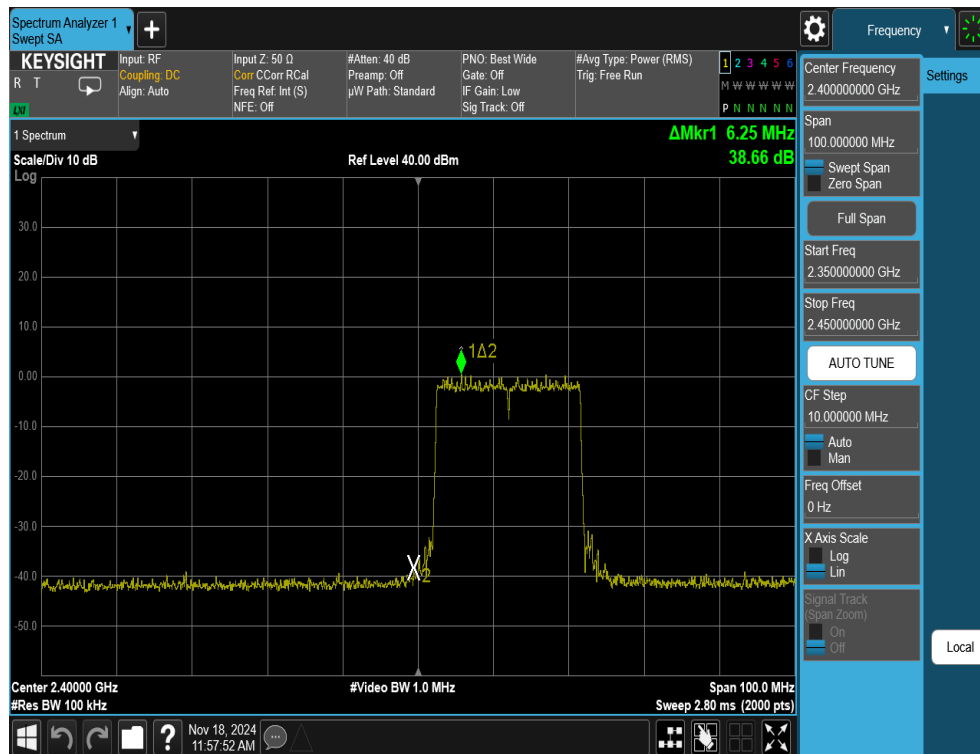 Spectrum Analyzer 1
Swept SA
+
Frequency
KEYSIGHT
R T
LXI
Input: RF
Coupling: DC
Align: Auto
Input Z: 50 Ω
Corr CCorr RCal
Freq Ref: Int (S)
NFE: Off
#Atten: 40 dB
Preamp: Off
µW Path: Standard
PNO: Best Wide
Gate: Off
IF Gain: Low
Sig Track: Off
#Avg Type: Power (RMS)
Trig: Free Run
1 2 3 4 5 6
M W W W W W
P N N N N N
1 Spectrum
Scale/Div 10 dB
Log
Ref Level 40.00 dBm
ΔMkr1 6.25 MHz
38.66 dB
30.0
20.0
10.0
0.00
-10.0
-20.0
-30.0
-40.0
-50.0
1Δ2
X2
Center 2.40000 GHz
#Res BW 100 kHz
#Video BW 1.0 MHz
Span 100.0 MHz
Sweep 2.80 ms (2000 pts)
Center Frequency
2.400000000 GHz
Span
100.000000 MHz
Swept Span
Zero Span
Full Span
Start Freq
2.350000000 GHz
Stop Freq
2.450000000 GHz
AUTO TUNE
CF Step
10.000000 MHz
Auto
Man
Freq Offset
0 Hz
X Axis Scale
Log
Lin
Signal Track
(Span Zoom)
On
Off
Settings
Local
?
Nov 18, 2024
11:57:52 AM